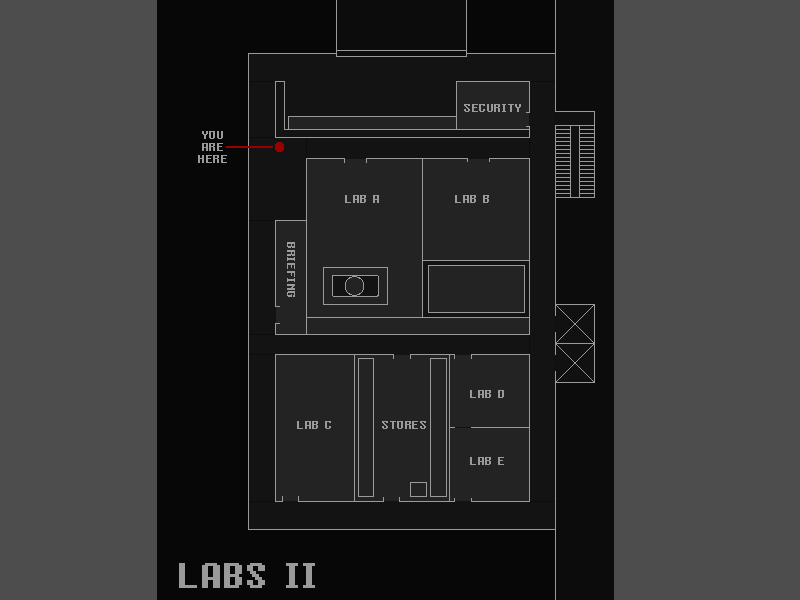 SECURITY
YOU
ARE
HERE
LAB A
LAB B
BRIEFING
LAB D
LAB C
STORES
LAB E
LABS II